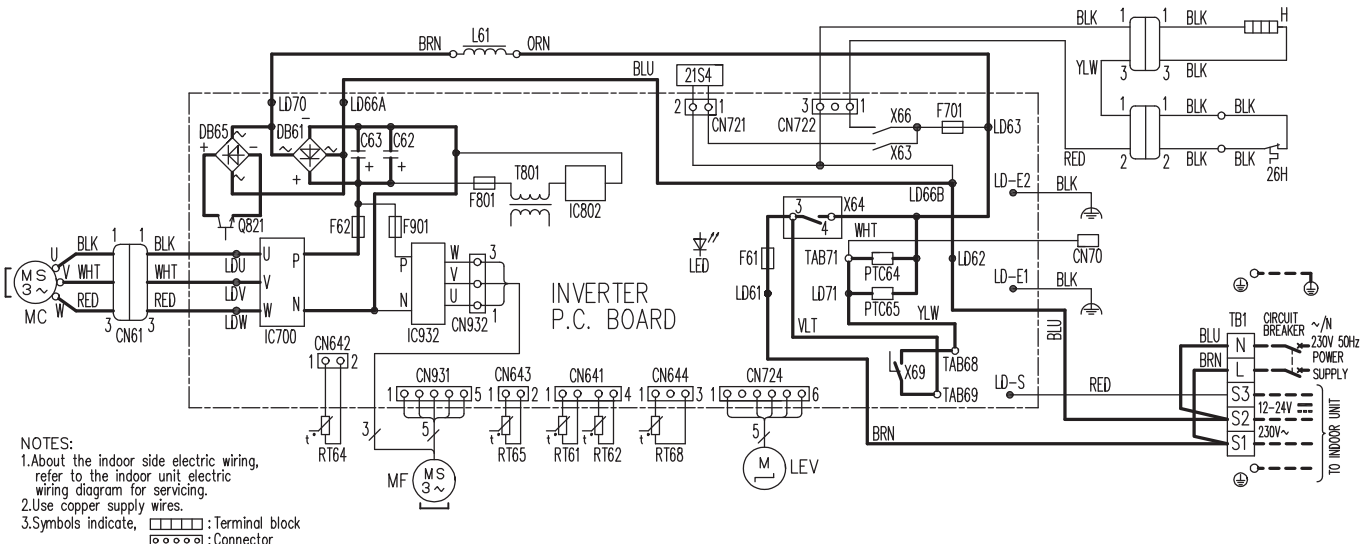 BLK 1 1 BLK H
BRN L61 ORN
YLW
3 3 BLK
BLU
21S4
1 1 BLK BLK
LD70 LD66A
2 1 3 1
CN721 CN722
X66 F701
LD63
X63
RED 2 2 BLK BLK
26H
DB65 DB61 C63 C62
+ - ~ ~ - ~ ~ + + +
T801
F801 IC802
LD66B
LD-E2 BLK
Q821
F62 F901
3 X64
4
WHT
CN70
BLK 1 1 BLK
U
LDU U P
P W 3
LED
F61
TAB71 PTC64
LD62
MS
3~
V WHT WHT
LDV V
V
LD61 LD71 PTC65
LD-E1 BLK
W RED RED
MC 3 3
LDW W N
N U 1
CN61 IC700 IC932 CN932
INVERTER
P.C. BOARD
VLT YLW
BLU
TB1
CIRCUIT
BREAKER
~/N
230V 50Hz
POWER
SUPPLY
BLU N
BRN L
X69 TAB68
TAB69
CN642
1 2
CN931
1 5
CN643
1 2
CN641
1 4
CN644
1 3
CN724
1 6
LD-S RED S3
12-24V
S2
230V~
BRN S1
TO INDOOR UNIT
t° RT64
3 5
t° RT65
t° RT61
t° RT62
t° RT68
5
M LEV
MF MS
3~
NOTES:
1.About the indoor side electric wiring,
refer to the indoor unit electric
wiring diagram for servicing.
2.Use copper supply wires.
3.Symbols indicate, : Terminal block
: Connector